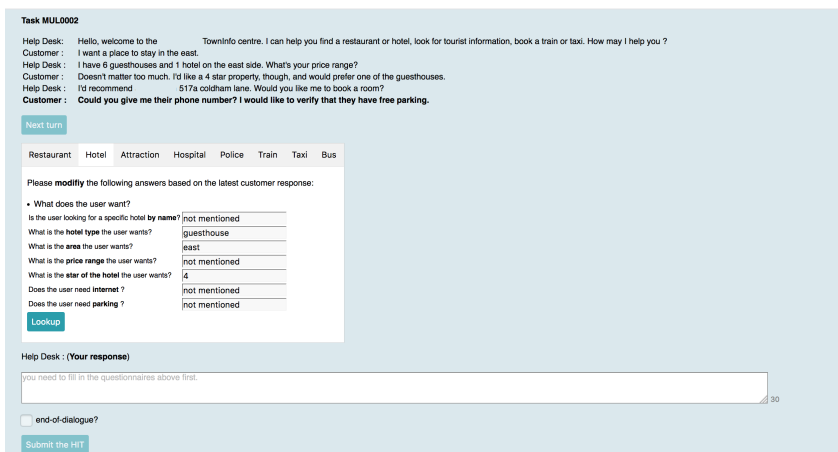 Task MUL0002
Help Desk: Hello, welcome to the TownInfo centre. I can help you find a restaurant or hotel, look for tourist information, book a train or taxi. How may I help you ?
Customer : I want a place to stay in the east.
Help Desk : I have 6 guesthouses and 1 hotel on the east side. What's your price range?
Customer : Doesn't matter too much. I'd like a 4 star property, though, and would prefer one of the guesthouses.
Help Desk : I'd recommend 517a coldham lane. Would you like me to book a room?
Customer : Could you give me their phone number? I would like to verify that they have free parking.
Next turn
Restaurant Hotel Attraction Hospital Police Train Taxi Bus
Please modifiy the following answers based on the latest customer response:
• What does the user want?
Is the user looking for a specific hotel by name? not mentioned
What is the hotel type the user wants? guesthouse
What is the area the user wants? east
What is the price range the user wants? not mentioned
What is the star of the hotel the user wants? 4
Does the user need internet ? not mentioned
Does the user need parking ? not mentioned
Lookup
Help Desk : (Your response)
you need to fill in the questionnaires above first.
30
end-of-dialogue?
Submit the HIT